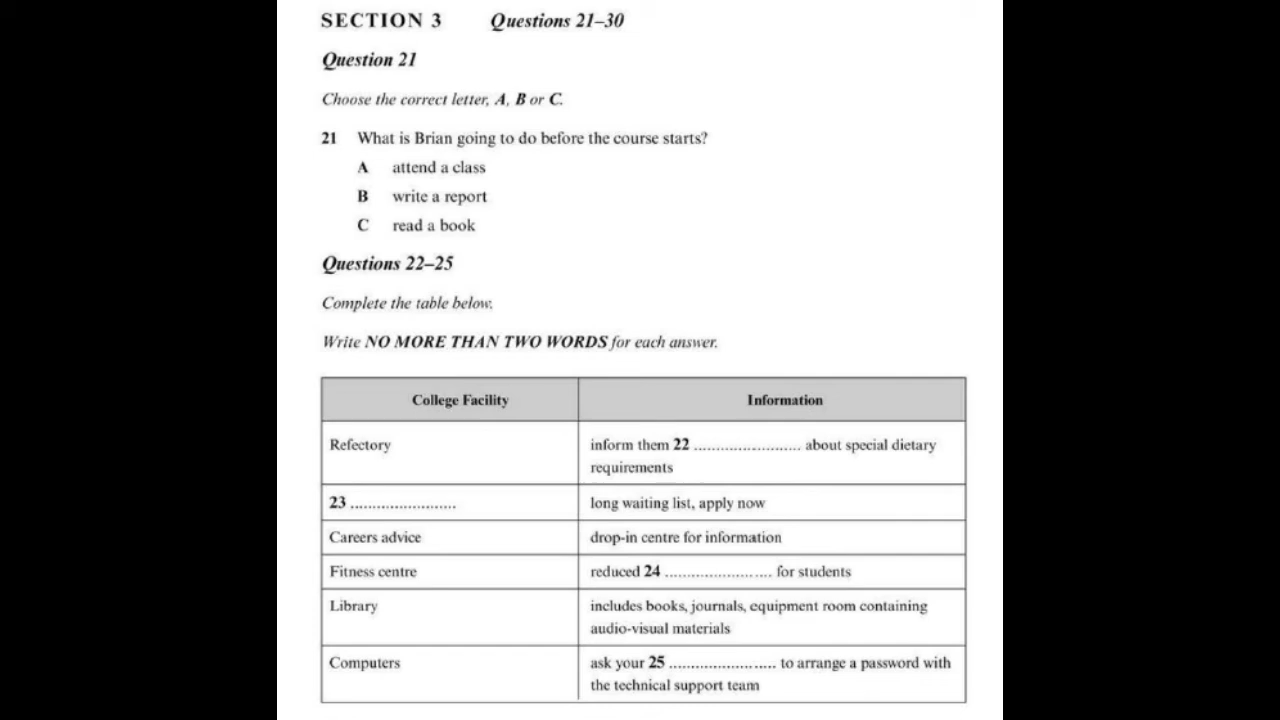 SECTION 3 Questions 21–30
Question 21
Choose the correct letter, A, B or C.
21 What is Brian going to do before the course starts?
A attend a class
B write a report
C read a book
Questions 22–25
Complete the table below.
Write NO MORE THAN TWO WORDS for each answer.
College Facility Information
Refectory inform them 22 ........................ about special dietary
requirements
23 ........................ long waiting list, apply now
Careers advice drop-in centre for information
Fitness centre reduced 24 ........................ for students
Library includes books, journals, equipment room containing
audio-visual materials
Computers ask your 25 ........................ to arrange a password with
the technical support team